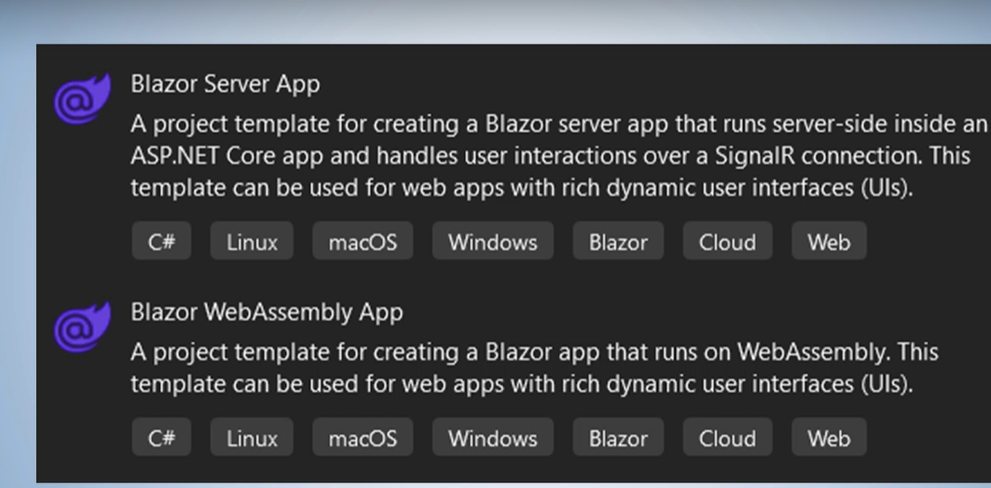 Blazor Server App
A project template for creating a Blazor server app that runs server-side inside an
ASP.NET Core app and handles user interactions over a SignalR connection. This
template can be used for web apps with rich dynamic user interfaces (UIs).
C# Linux macOS Windows Blazor Cloud Web
Blazor WebAssembly App
A project template for creating a Blazor app that runs on WebAssembly. This
template can be used for web apps with rich dynamic user interfaces (UIs).
C# Linux macOS Windows Blazor Cloud Web